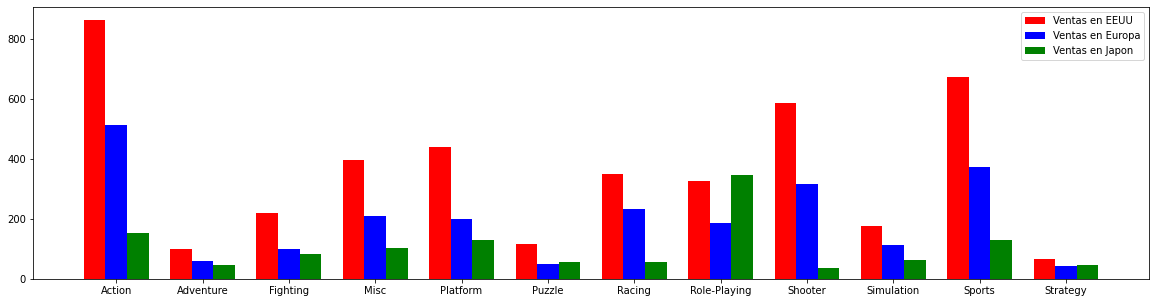 Ventas en EEUU
Ventas en Europa
Ventas en Japon
800
600
400
200
0
Action Adventure Fighting Misc Platform Puzzle Racing Role-Playing Shooter Simulation Sports Strategy